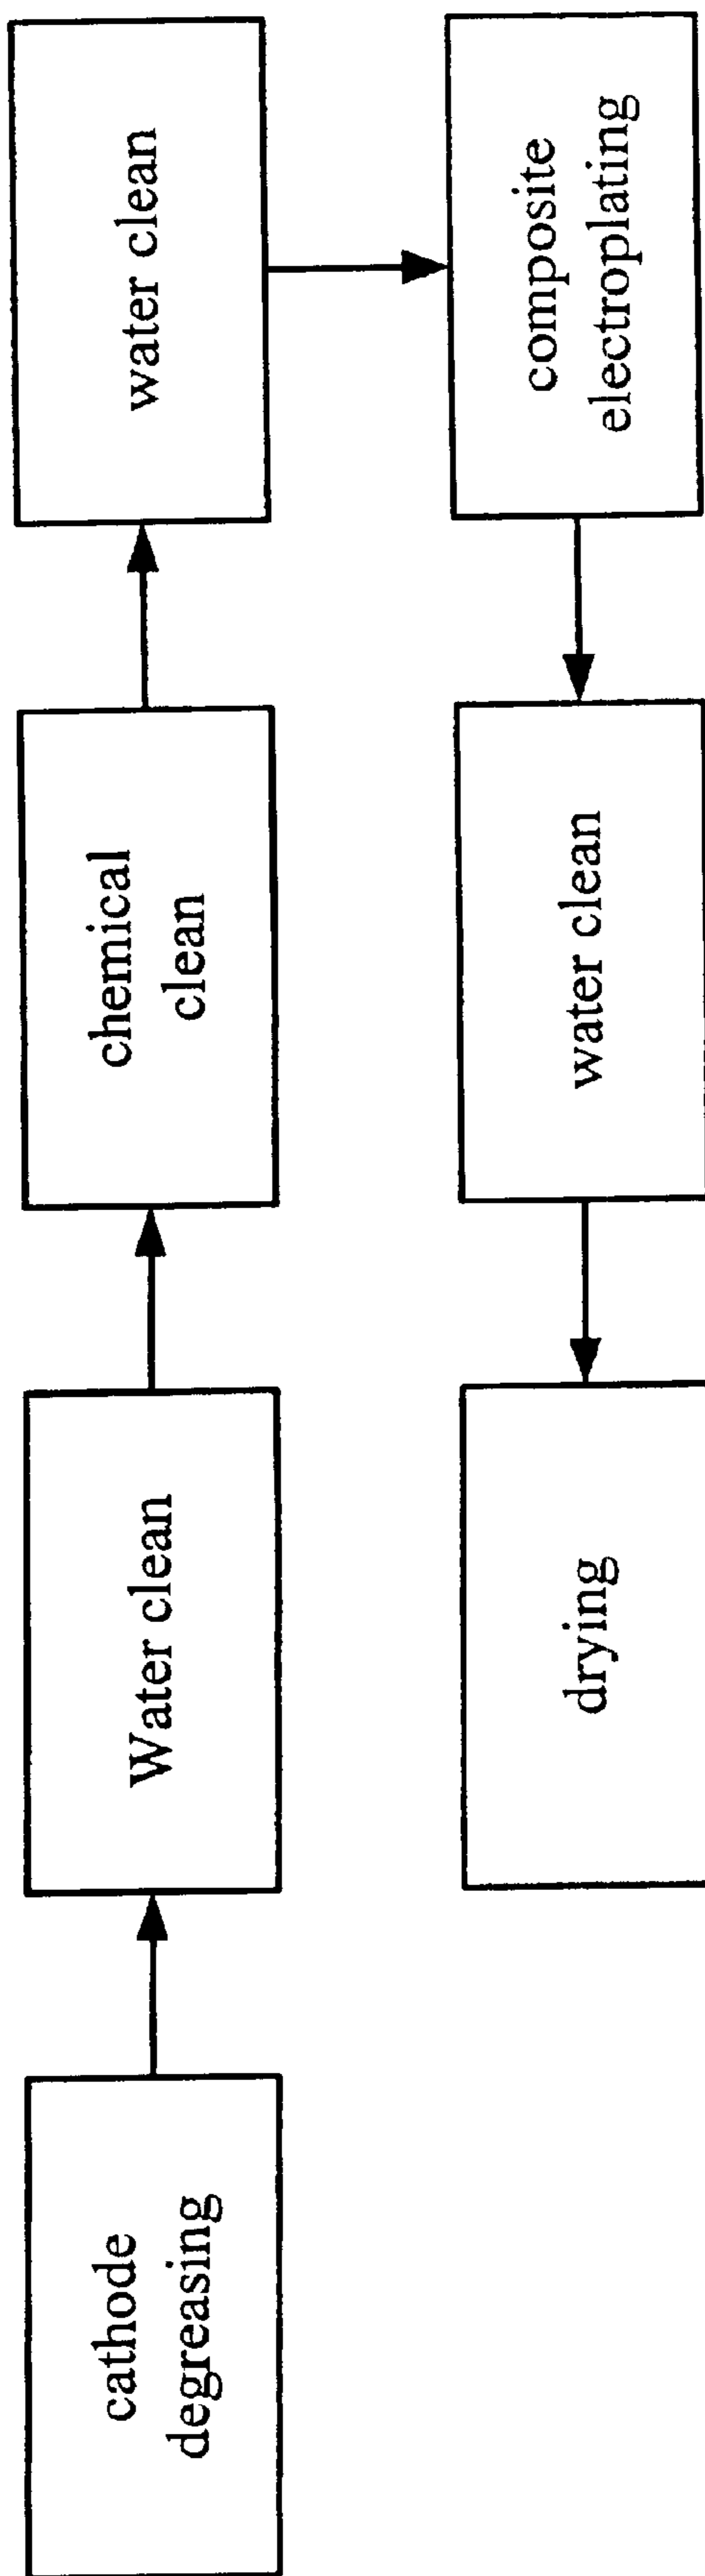 cathode
degreasing
Water clean
chemical
clean
water clean
composite
electroplating
water clean
drying